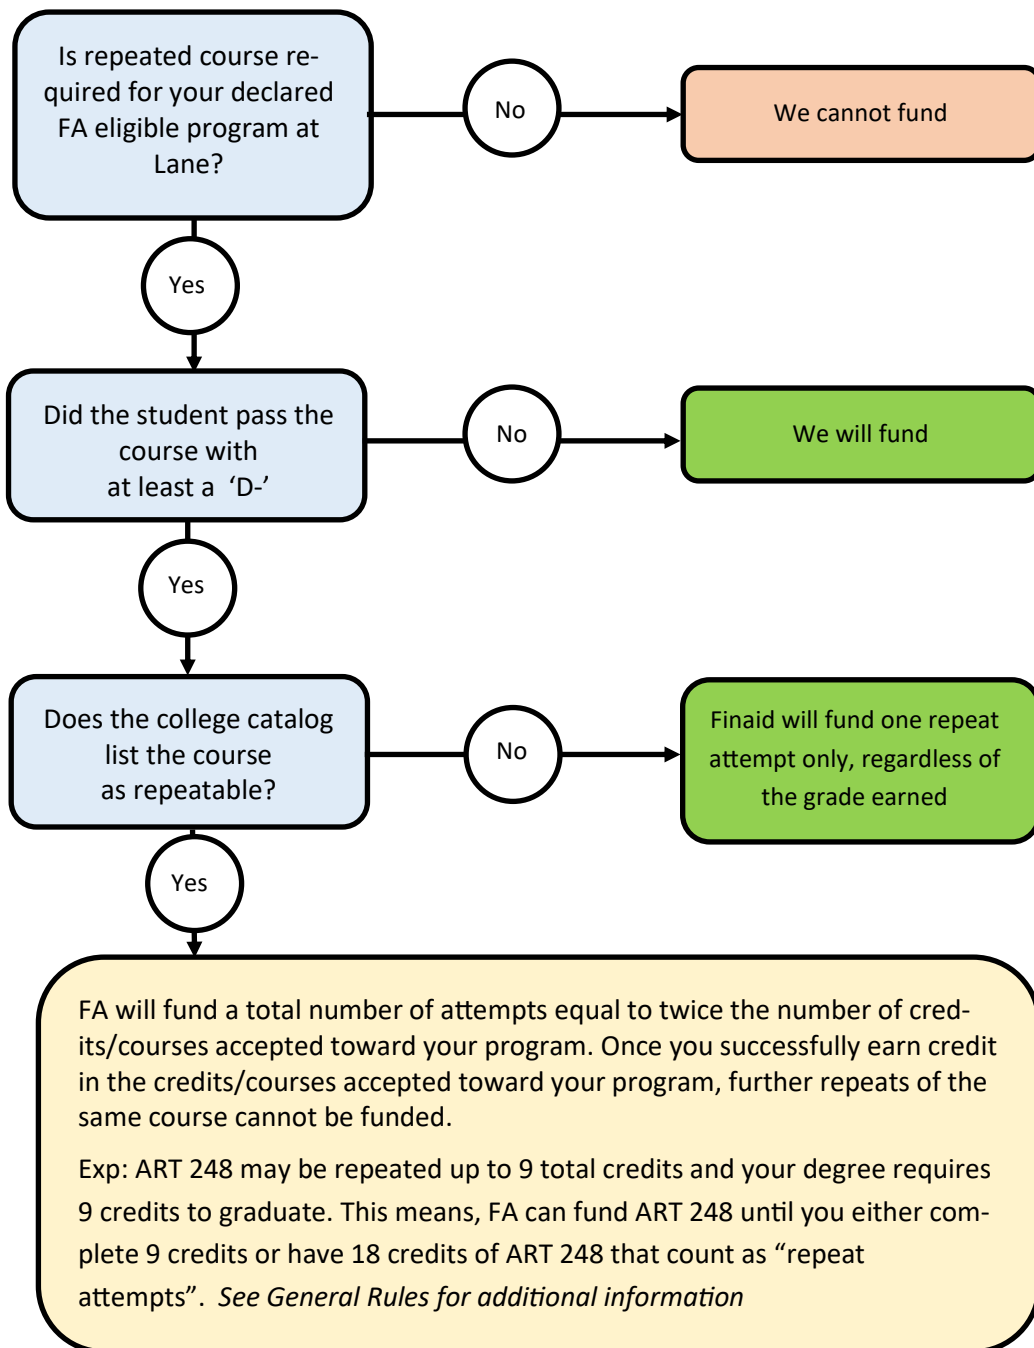 Is repeated course re-
quired for your declared
FA eligible program at
Lane?
No
We cannot fund
Yes
Did the student pass the
course with
at least a ‘D-’
No
We will fund
Yes
Does the college catalog
list the course
as repeatable?
No
Finaid will fund one repeat
attempt only, regardless of
the grade earned
Yes
FA will fund a total number of attempts equal to twice the number of cred-
its/courses accepted toward your program. Once you successfully earn credit
in the credits/courses accepted toward your program, further repeats of the
same course cannot be funded.
Exp: ART 248 may be repeated up to 9 total credits and your degree requires
9 credits to graduate. This means, FA can fund ART 248 until you either com-
plete 9 credits or have 18 credits of ART 248 that count as “repeat
attempts”. See General Rules for additional information